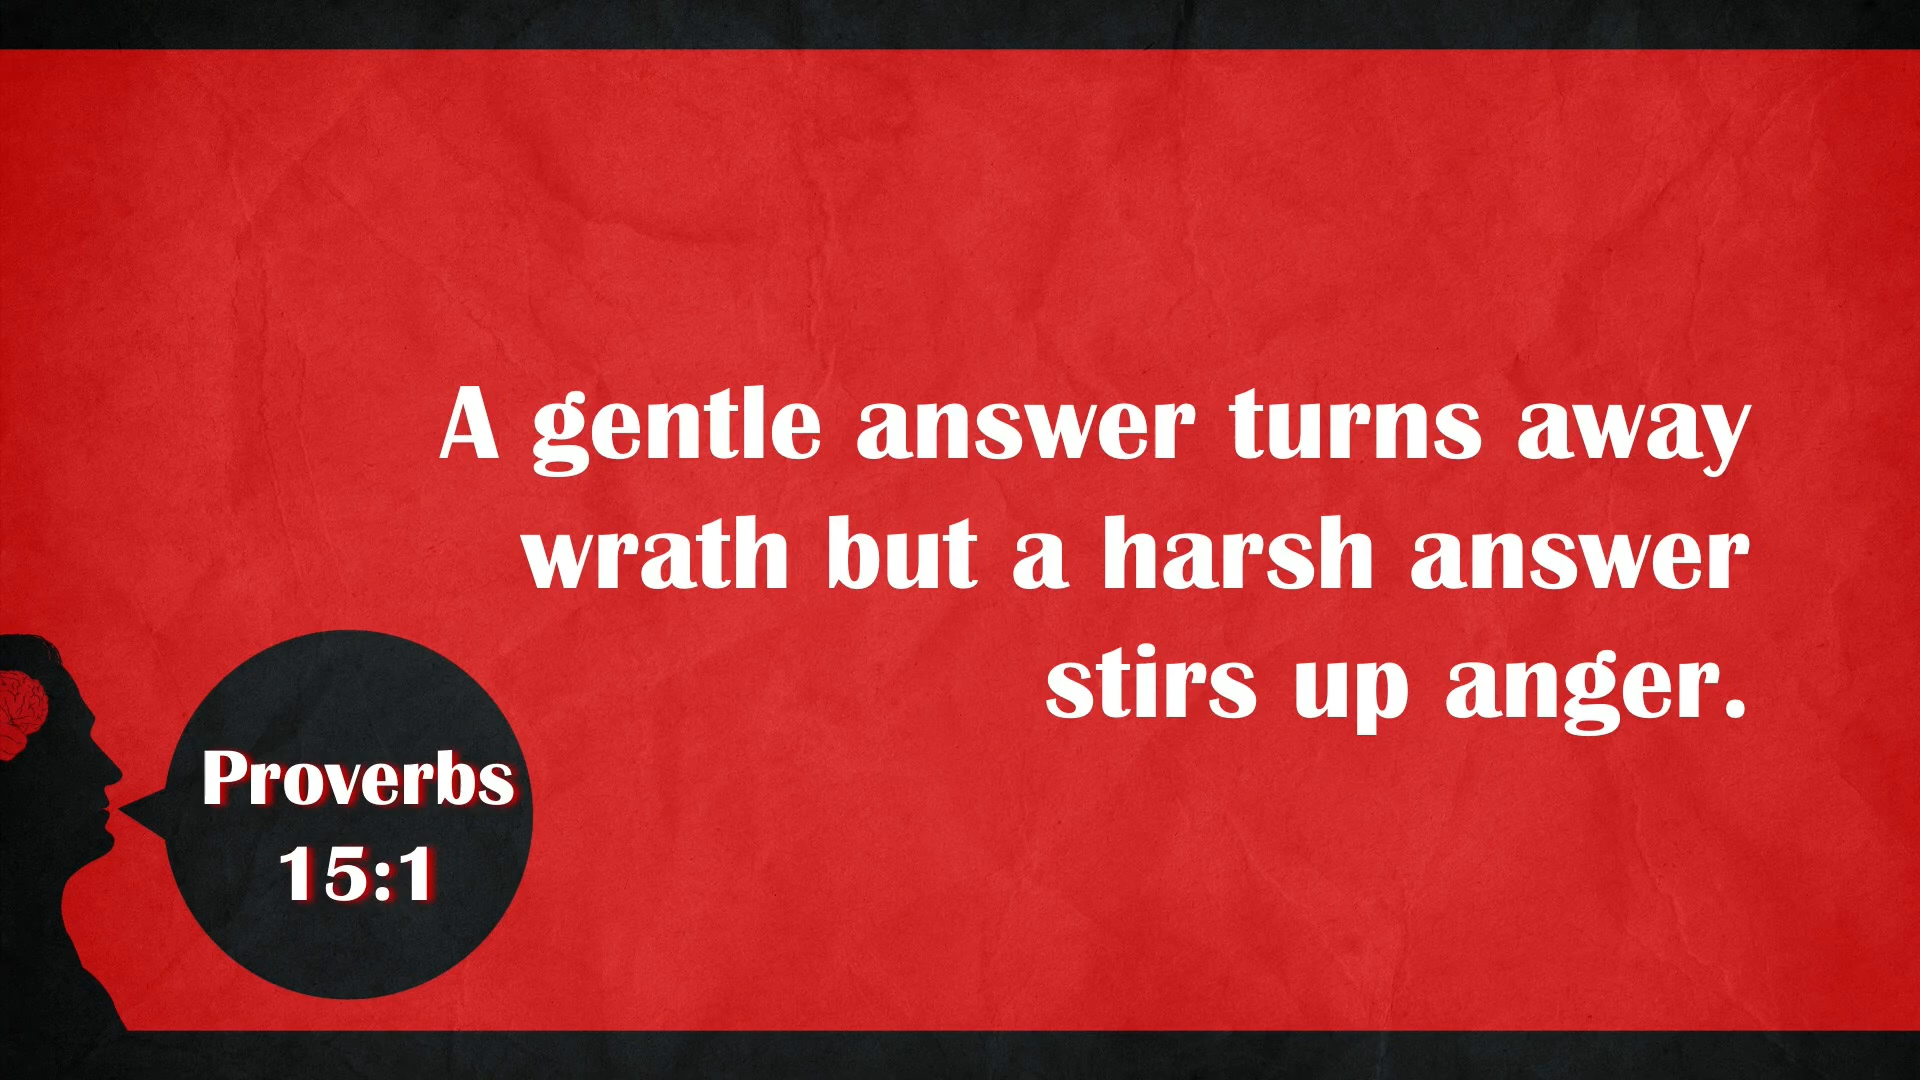 A gentle answer turns away
wrath but a harsh answer
stirs up anger.
Proverbs
15:1